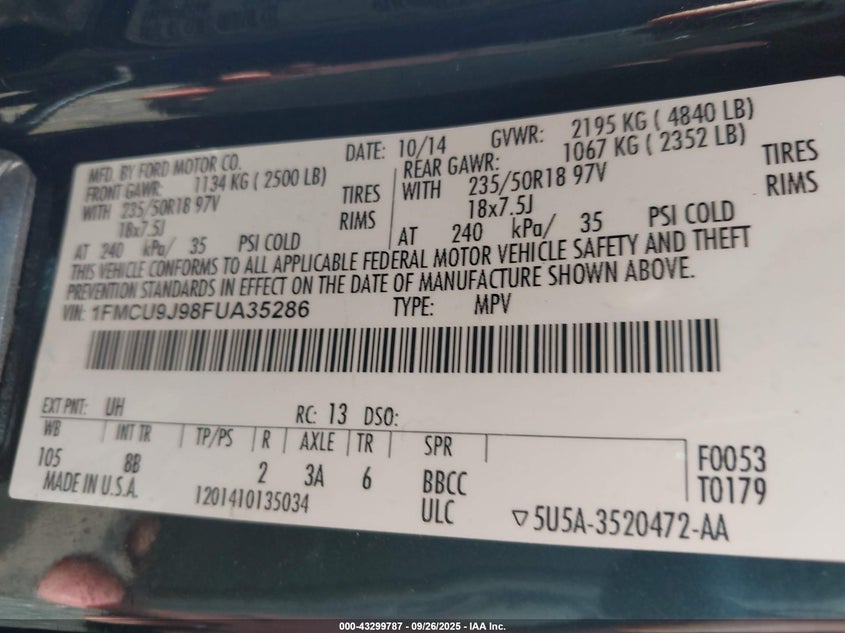 MFD. BY FORD MOTOR CO. DATE: 10/14 GVWR: 2195 KG ( 4840 LB)
FRONT GAWR: 1134 KG ( 2500 LB) REAR GAWR: 1067 KG ( 2352 LB)
WITH 235/50R18 97V TIRES WITH 235/50R18 97V TIRES
18x7.5J RIMS 18x7.5J RIMS
AT 240 kPa/ 35 PSI COLD AT 240 kPa/ 35 PSI COLD
THIS VEHICLE CONFORMS TO ALL APPLICABLE FEDERAL MOTOR VEHICLE SAFETY AND THEFT
PREVENTION STANDARDS IN EFFECT ON THE DATE OF MANUFACTURE SHOWN ABOVE.
VIN: 1FMCU9J98FUA35286 TYPE: MPV
EXT PNT: UH RC: 13 DSO:
WB INT TR TP/PS R AXLE TR SPR F0053
105 8B 2 3A 6 BBCC T0179
MADE IN U.S.A. 1201410135034 ULC ▽5U5A-3520472-AA
000-43299787 - 09/26/2025 - IAA Inc.